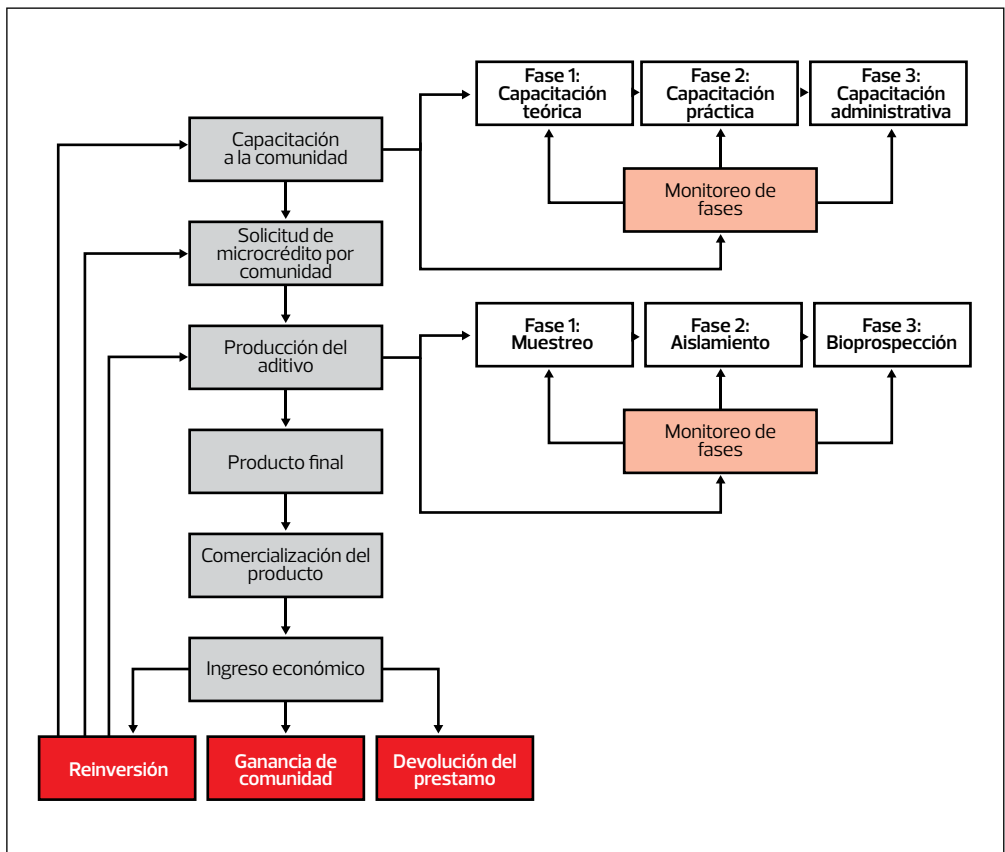 Fase 1:
Capacitación
teórica
Fase 2:
Capacitación
práctica
Fase 3:
Capacitación
administrativa
Capacitación
a la comunidad
Monitoreo de
fases
Solicitud de
microcrédito por
comunidad
Producción del
aditivo
Fase 1:
Muestreo
Fase 2:
Aislamiento
Fase 3:
Bioprospección
Monitoreo de
fases
Producto final
Comercialización del
producto
Ingreso económico
Reinversión
Ganancia de
comunidad
Devolución del
prestamo